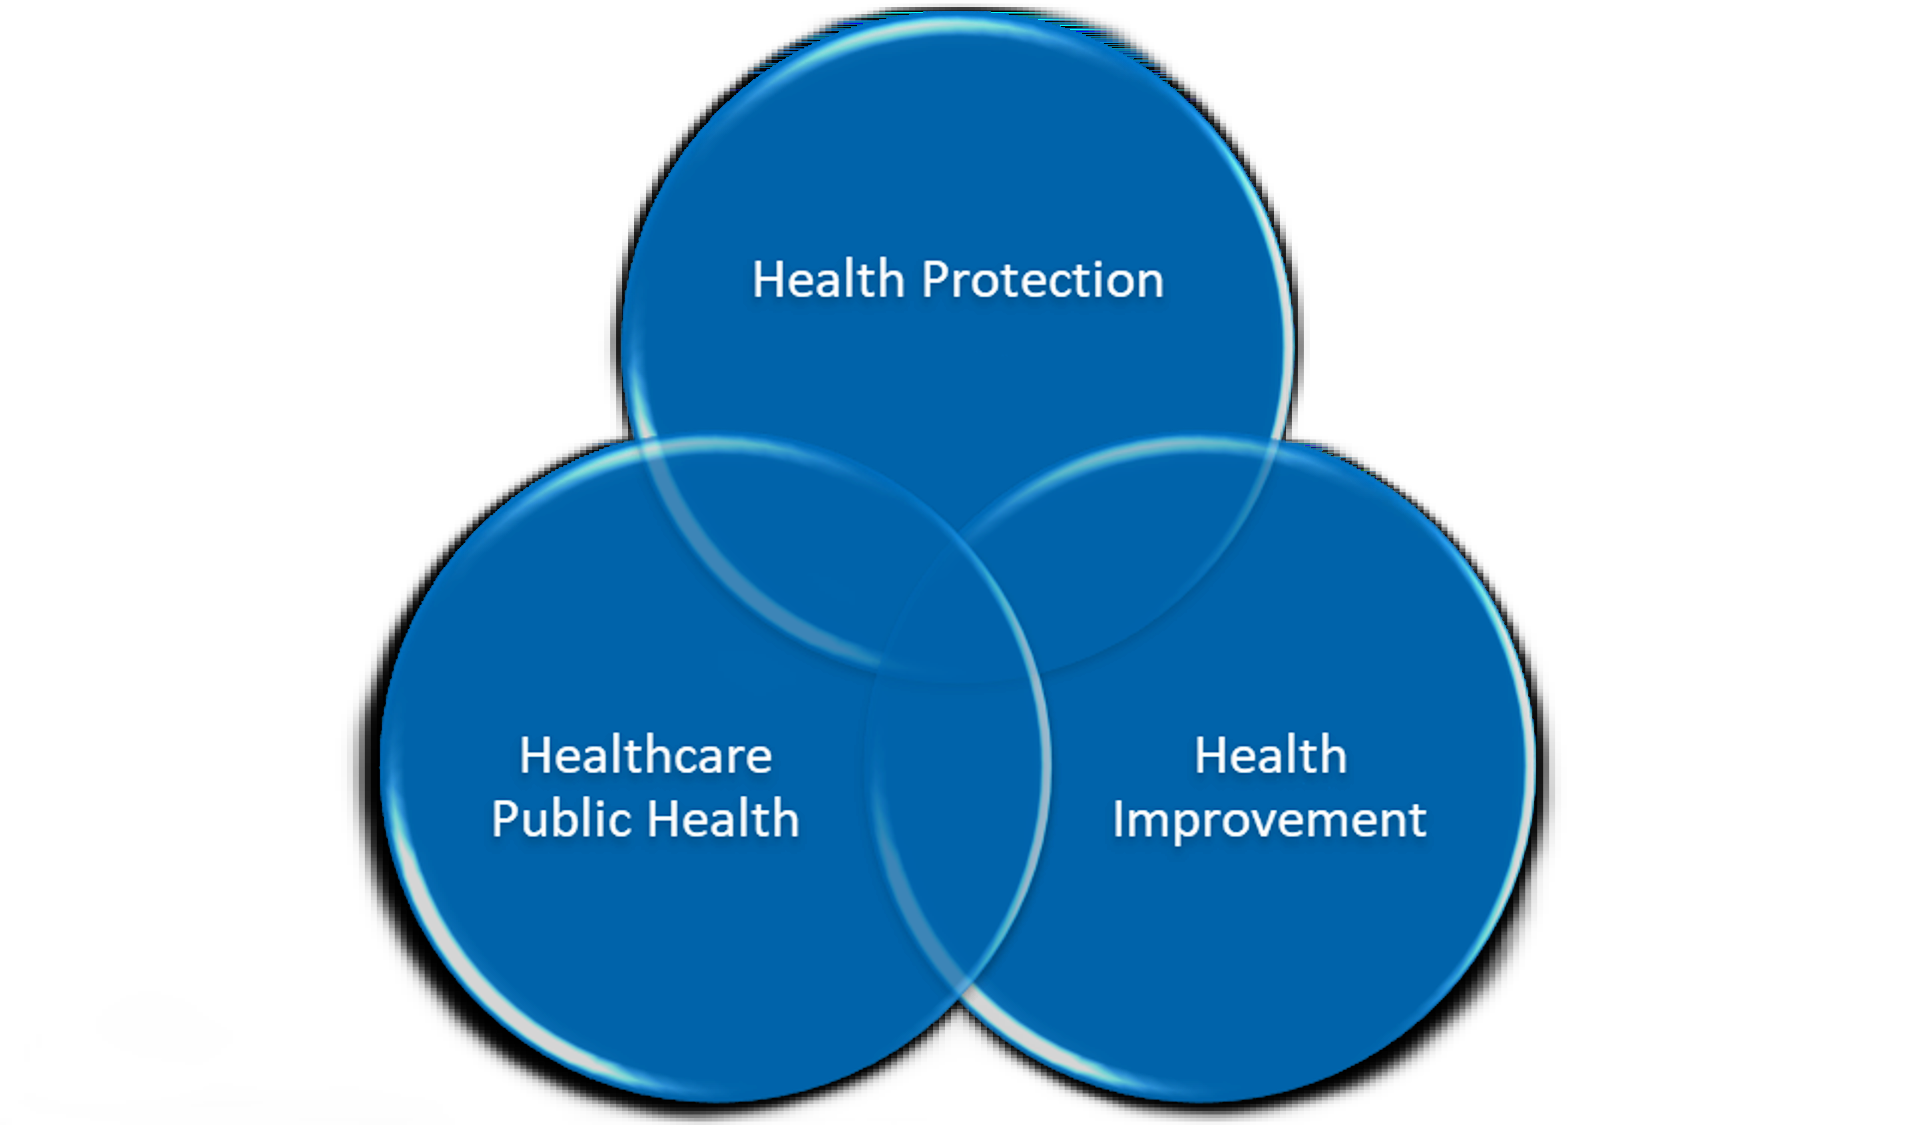 Health Protection
Healthcare
Public Health
Health
Improvement